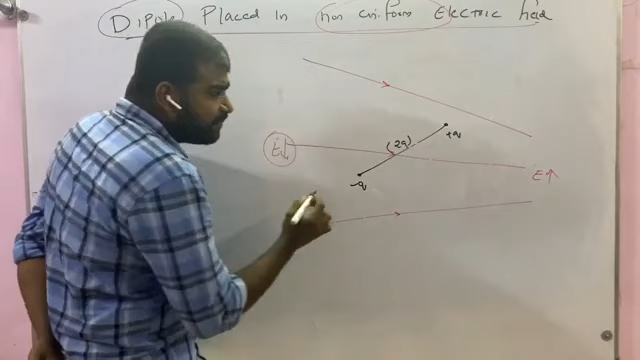 Dipole Placed in non uniform Electric field
+q
E↓
(2a)
E↑
-q